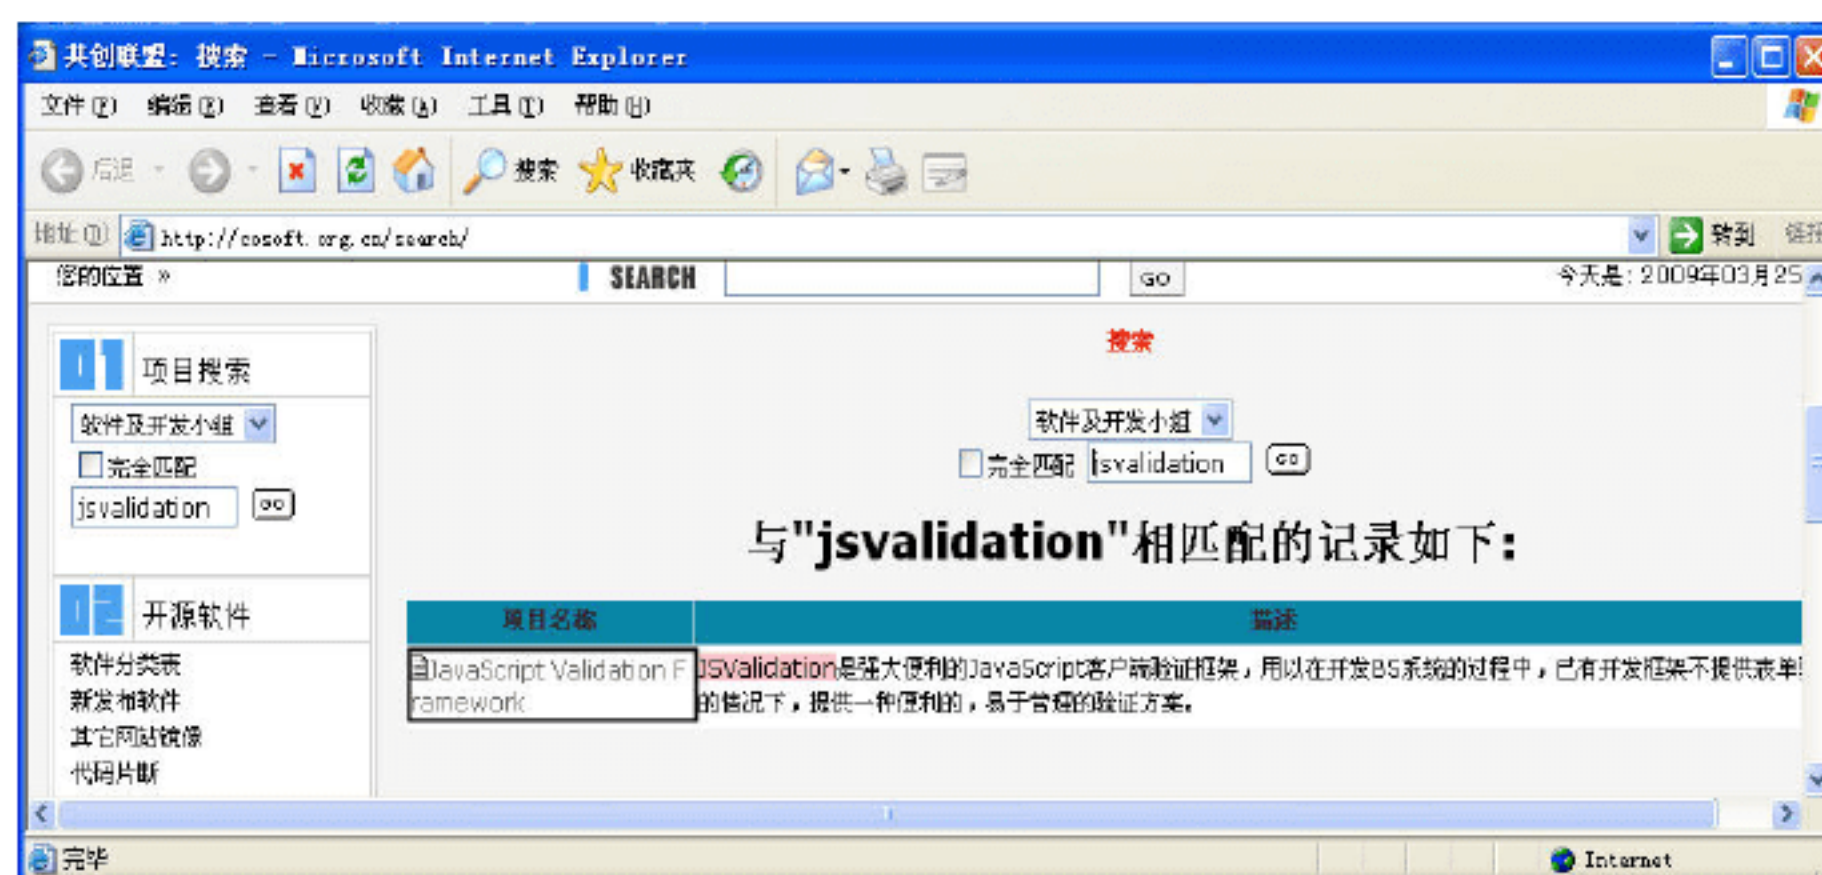 共创联盟: 搜索 - Microsoft Internet Explorer
文件(F) 编辑(E) 查看(V) 收藏(A) 工具(T) 帮助(H)
后退 搜索 收藏夹
地址(D) http://cosoft.org.cn/search/ 转到 链接
您的位置 » SEARCH GO 今天是: 2009年03月25
01 项目搜索
软件及开发小组
完全匹配
jsvalidation GO
搜索
软件及开发小组
完全匹配 jsvalidation GO
与"jsvalidation"相匹配的记录如下:
02 开源软件
软件分类表
新发布软件
其它网站镜像
代码片断
项目名称 描述
JavaScript Validation F
ramework
JSValidation是强大便利的JavaScript客户端验证框架,用以在开发BS系统的过程中,已有开发框架不提供表单
的情况下,提供一种便利的,易于管理的验证方案。
完毕 Internet